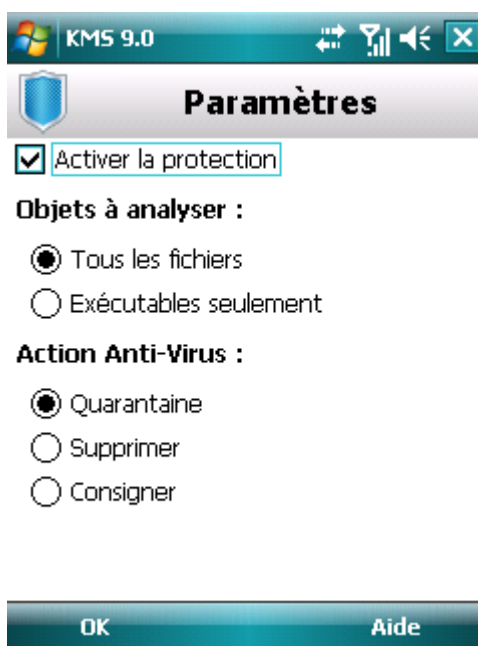 KMS 9.0
Paramètres
Activer la protection
Objets à analyser :
Tous les fichiers
Exécutables seulement
Action Anti-Virus :
Quarantaine
Supprimer
Consigner
OK
Aide